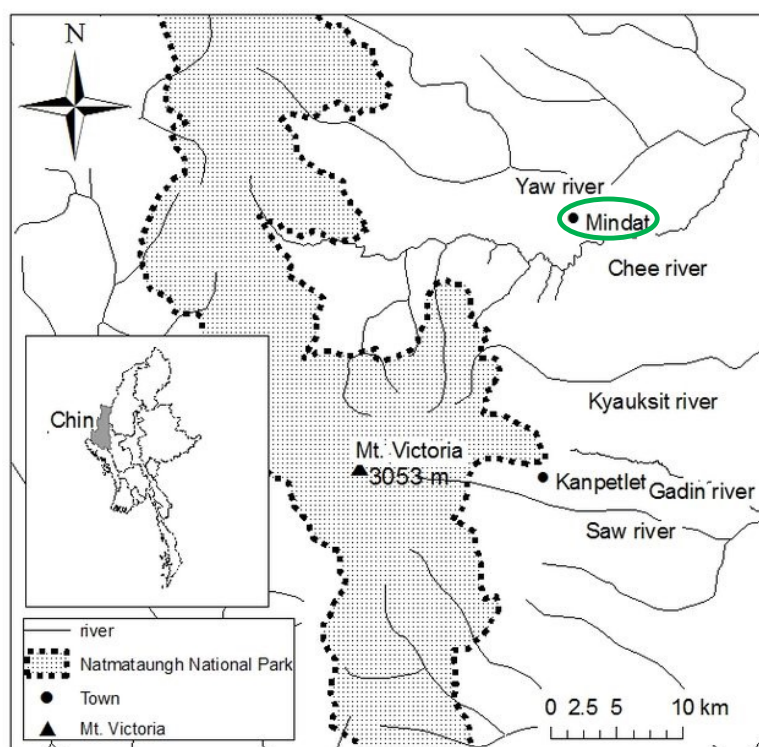 N
Yaw river
Mindat
Chee river
Kyauksit river
Chin
Mt. Victoria
3053 m
Kanpetlet
Gadin river
Saw river
river
Natmataungh National Park
Town
Mt. Victoria
0 2.5 5 10 km